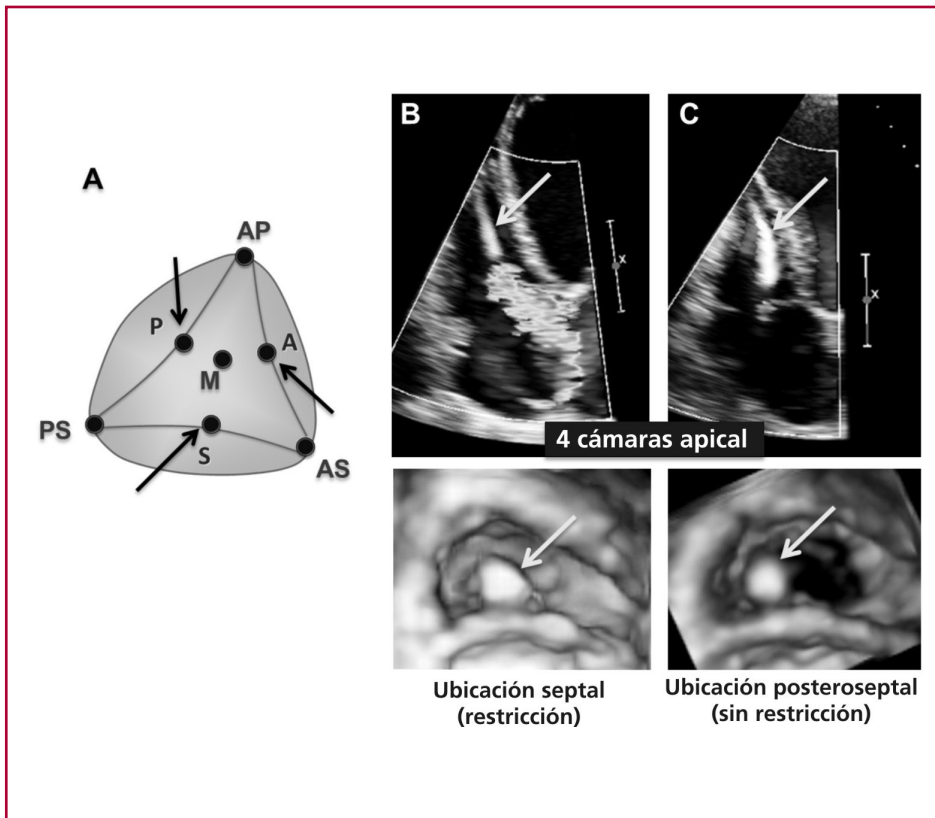 A
AP
P
A
M
PS
S
AS
B
C
x
x
4 cámaras apical
Ubicación septal
(restricción)
Ubicación posteroseptal
(sin restricción)